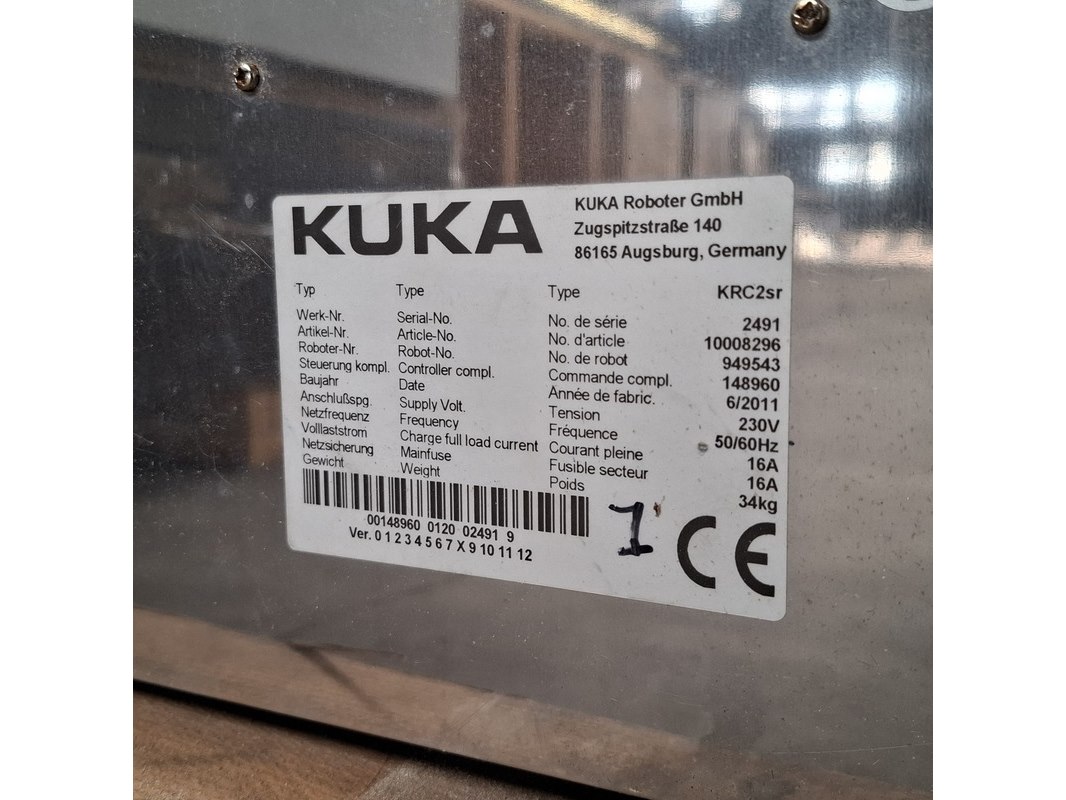 KUKA
KUKA Roboter GmbH
Zugspitzstraße 140
86165 Augsburg, Germany
Typ Type Type KRC2sr
Werk-Nr. Serial-No. No. de série 2491
Artikel-Nr. Article-No. No. d'article 10008296
Roboter-Nr. Robot-No. No. de robot 949543
Steuerung kompl. Controller compl. Commande compl. 148960
Baujahr Date Année de fabric. 6/2011
Anschlußspg. Supply Volt. Tension 230V
Netzfrequenz Frequency Fréquence 50/60Hz
Volllaststrom Charge full load current Courant pleine 16A
Netzsicherung Mainfuse Fusible secteur 16A
Gewicht Weight Poids 34kg
00148960 0120 02491 9
Ver. 0 1 2 3 4 5 6 7 X 9 10 11 12
1
CE